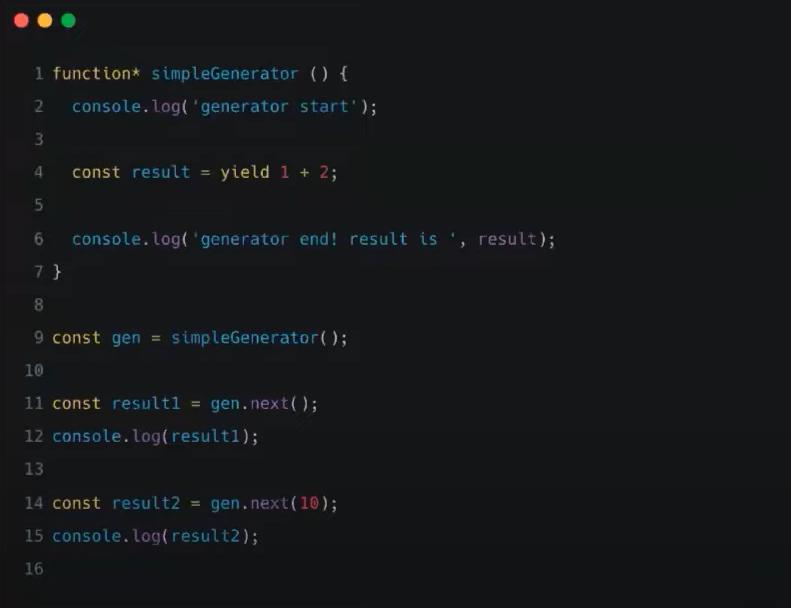 1 function* simpleGenerator () {
2 console.log('generator start');
3
4 const result = yield 1 + 2;
5
6 console.log('generator end! result is ', result);
7 }
8
9 const gen = simpleGenerator();
10
11 const result1 = gen.next();
12 console.log(result1);
13
14 const result2 = gen.next(10);
15 console.log(result2);
16